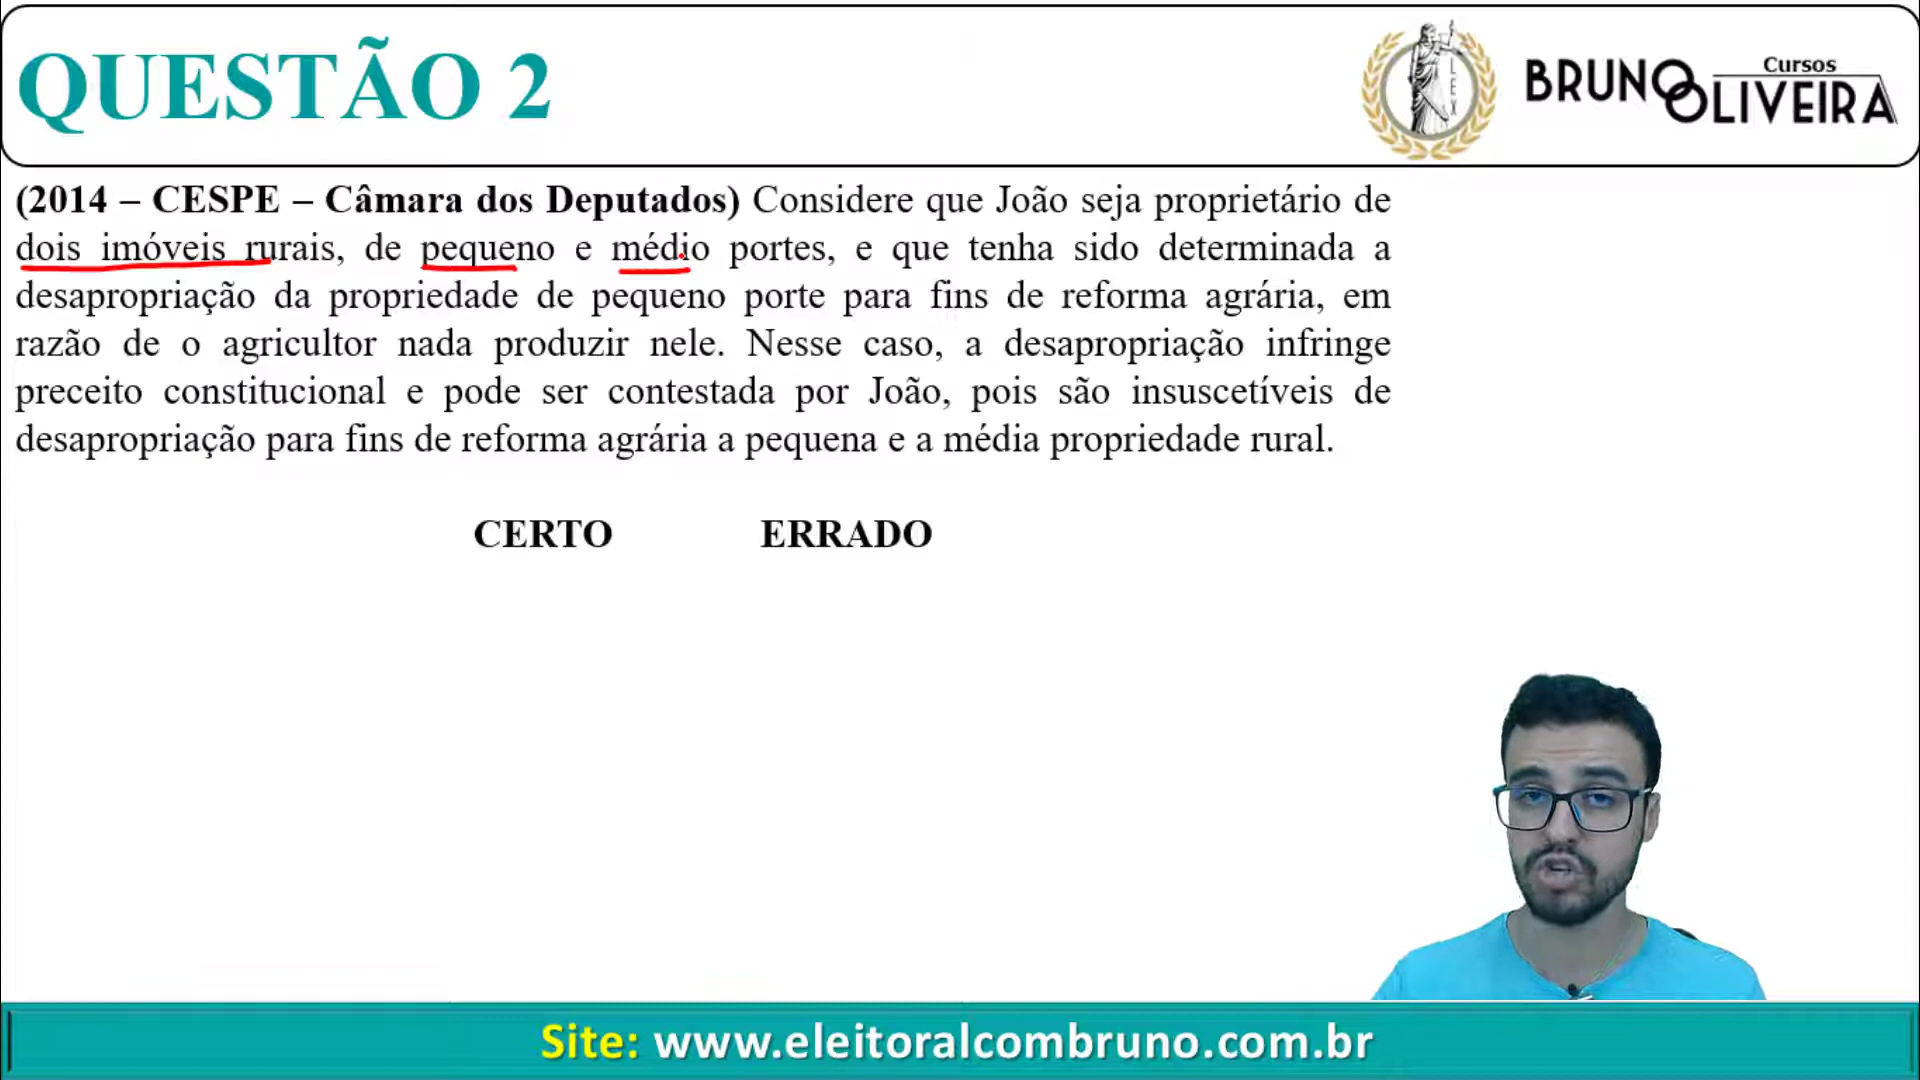 QUESTÃO 2
LEX
Cursos
BRUNO OLIVEIRA
(2014 – CESPE – Câmara dos Deputados) Considere que João seja proprietário de
dois imóveis rurais, de pequeno e médio portes, e que tenha sido determinada a
desapropriação da propriedade de pequeno porte para fins de reforma agrária, em
razão de o agricultor nada produzir nele. Nesse caso, a desapropriação infringe
preceito constitucional e pode ser contestada por João, pois são insuscetíveis de
desapropriação para fins de reforma agrária a pequena e a média propriedade rural.
CERTO ERRADO
Site: www.eleitoralcombruno.com.br